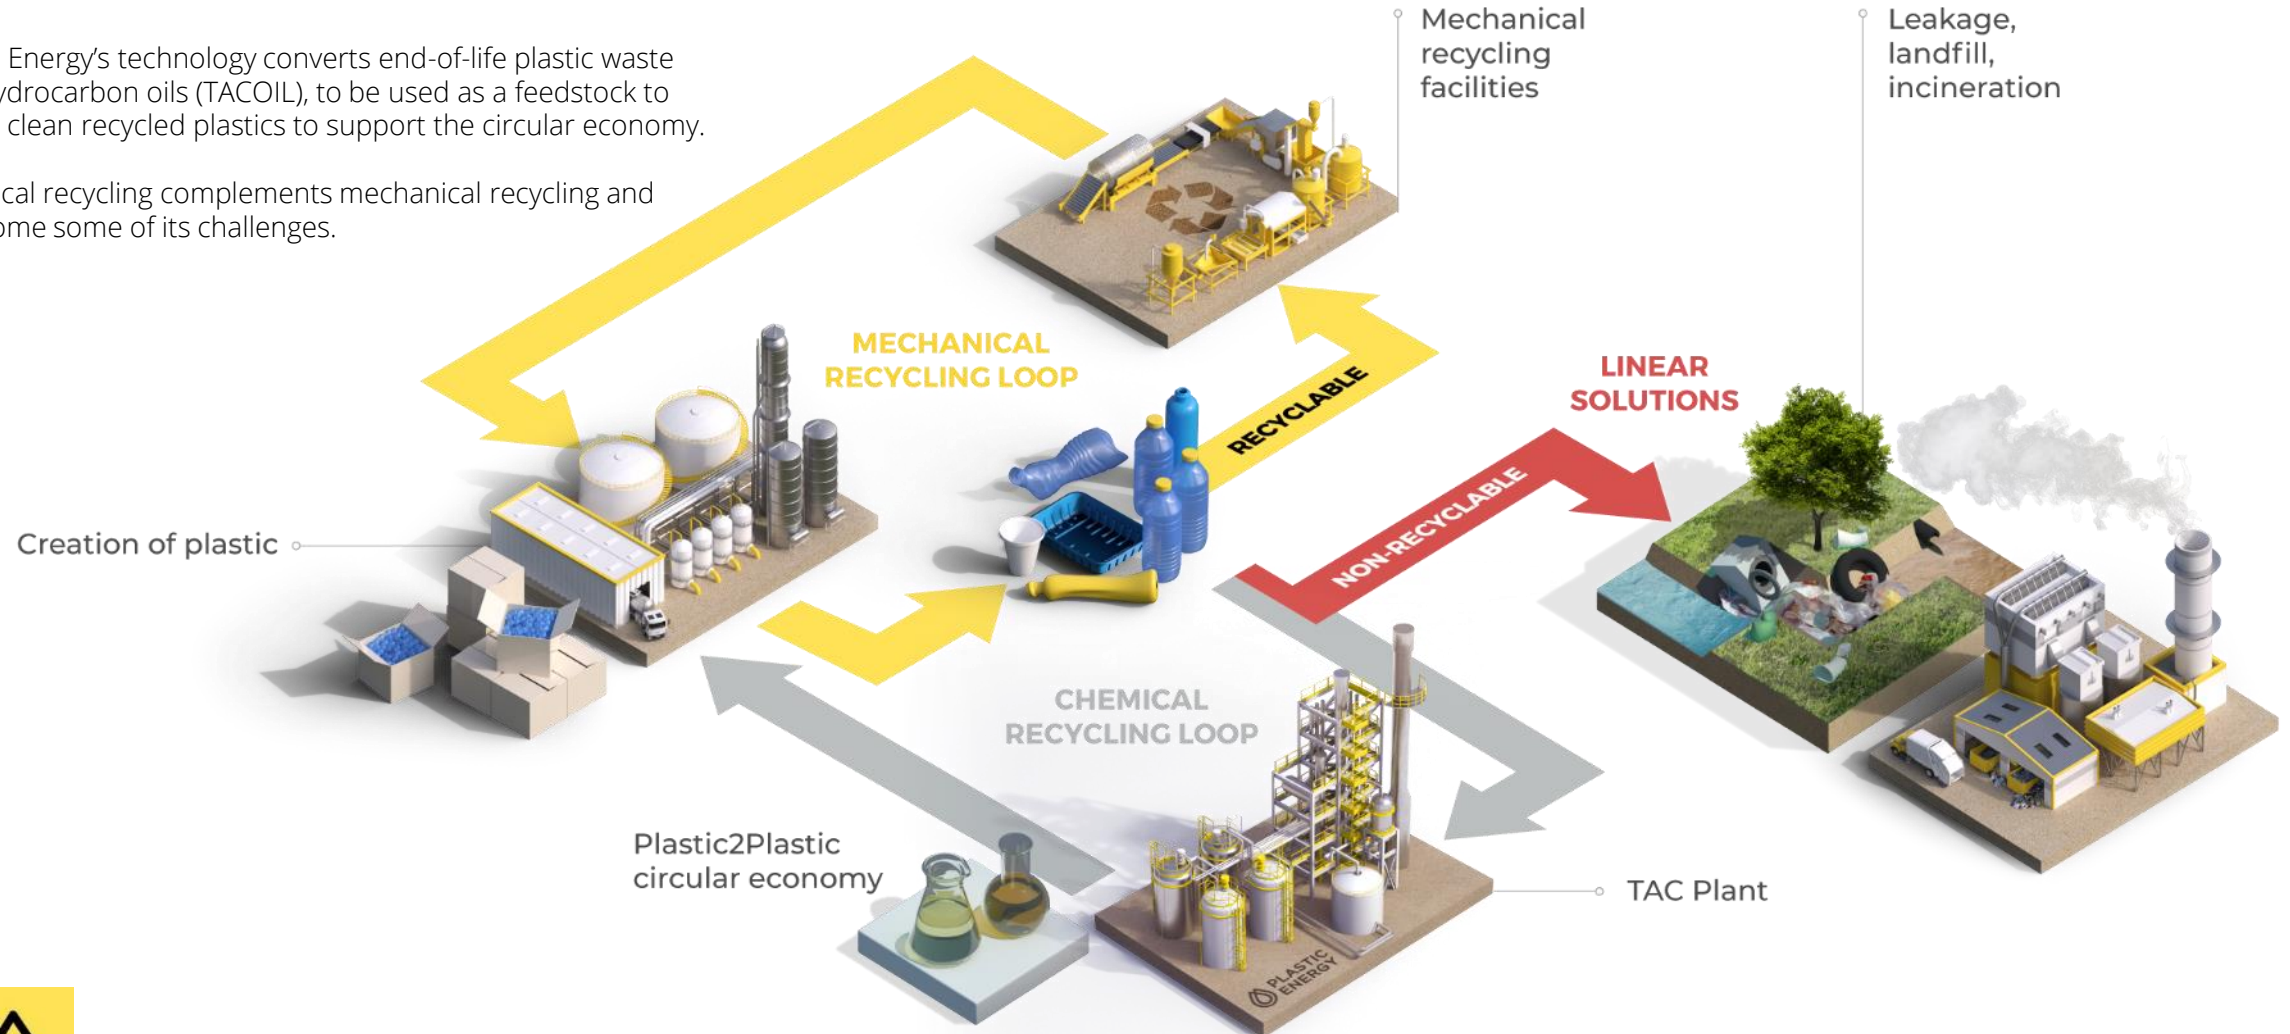 Energy’s technology converts end-of-life plastic waste
ydrocarbon oils (TACOIL), to be used as a feedstock to
clean recycled plastics to support the circular economy.
cal recycling complements mechanical recycling and
ome some of its challenges.
Mechanical
recycling
facilities
Leakage,
landfill,
incineration
MECHANICAL
RECYCLING LOOP
RECYCLABLE
LINEAR
SOLUTIONS
NON-RECYCLABLE
Creation of plastic
CHEMICAL
RECYCLING LOOP
Plastic2Plastic
circular economy
TAC Plant
PLASTIC
ENERGY